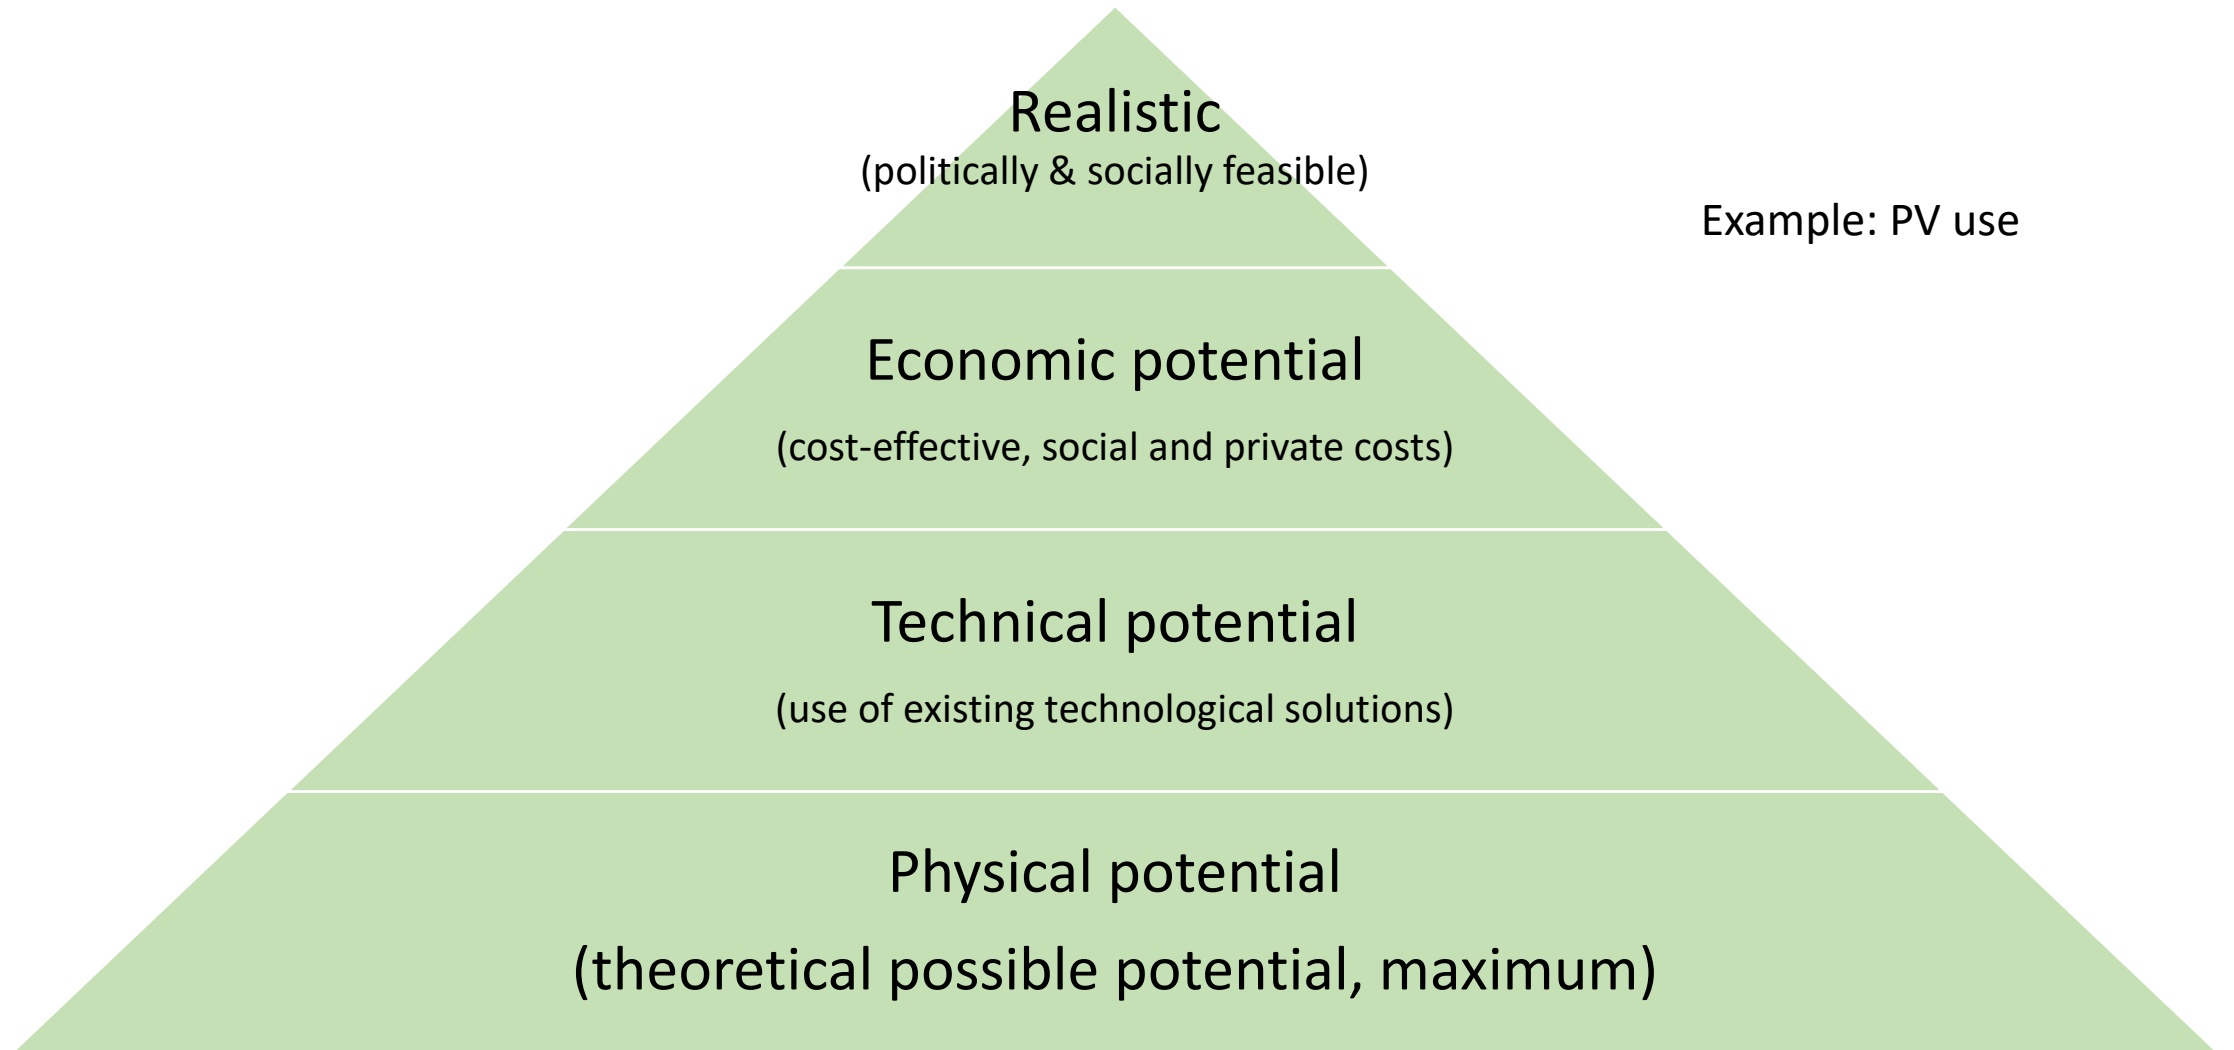 Realistic
(politically & socially feasible)
Example: PV use
Economic potential
(cost-effective, social and private costs)
Technical potential
(use of existing technological solutions)
Physical potential
(theoretical possible potential, maximum)